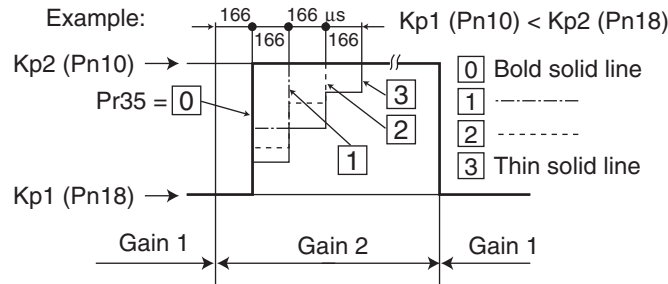 Example:
166 166 µs
166 166
Kp1 (Pn10) < Kp2 (Pn18)
Kp2 (Pn10)
0 Bold solid line
Pr35 = 0
3
1
2
1
2
3 Thin solid line
Kp1 (Pn18)
Gain 1
Gain 2
Gain 1